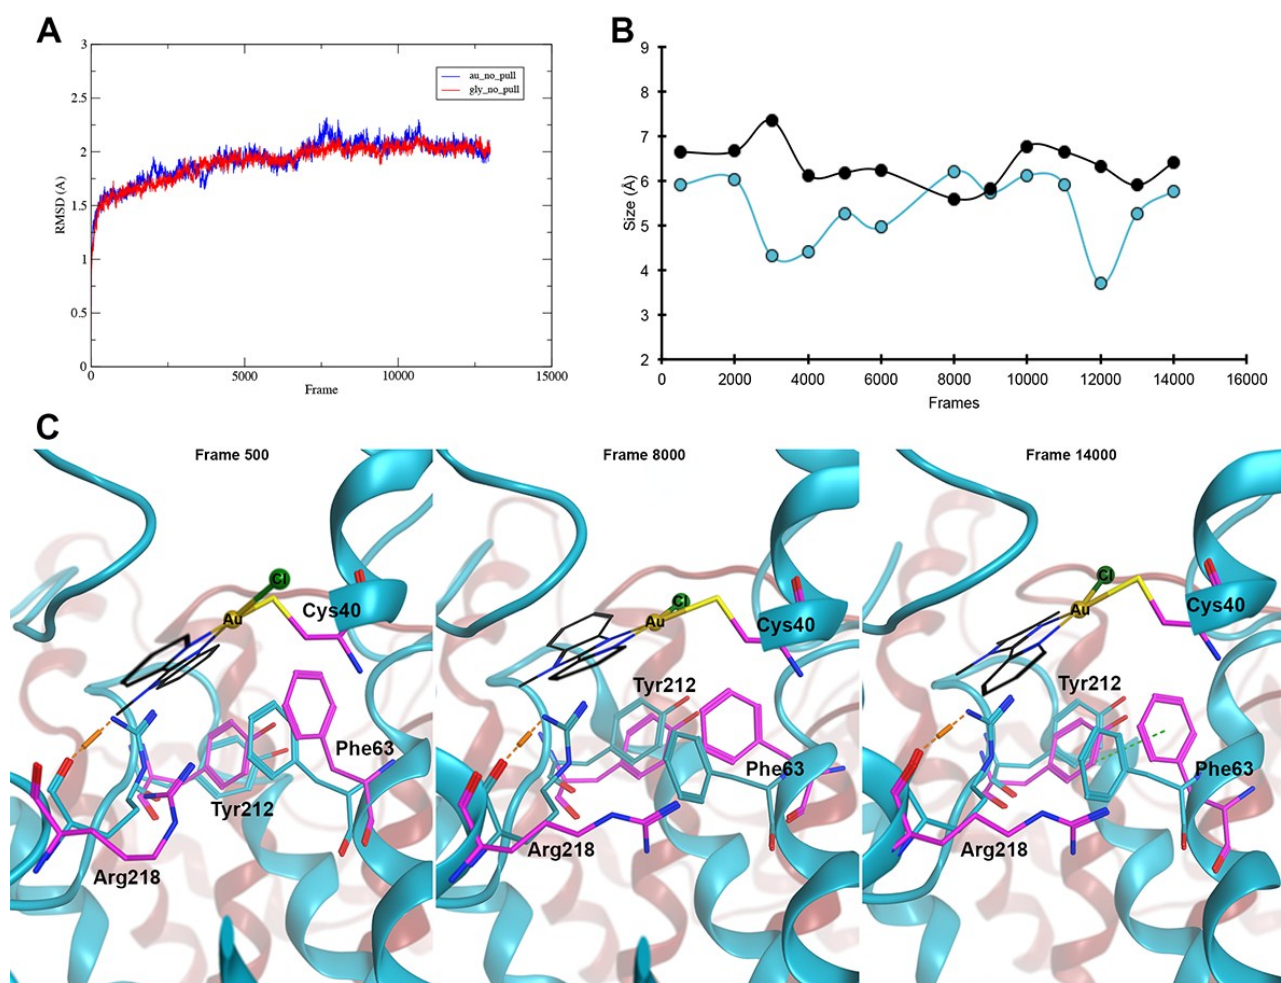 A
3
2.5
2
1.5
1
0.5
0
RMSD (A)
au_no_pull
gly_no_pull
0
5000
10000
15000
Frame
B
9
8
7
6
5
4
3
2
Size (Å)
0
2000
4000
6000
8000
10000
12000
14000
16000
Frames
C
Frame 500
Cl
Au
Cys40
Phe63
Tyr212
Arg218
Frame 8000
Cl
Au
Cys40
Tyr212
Phe63
Arg218
Frame 14000
Cl
Au
Cys40
Tyr212
Phe63
Arg218